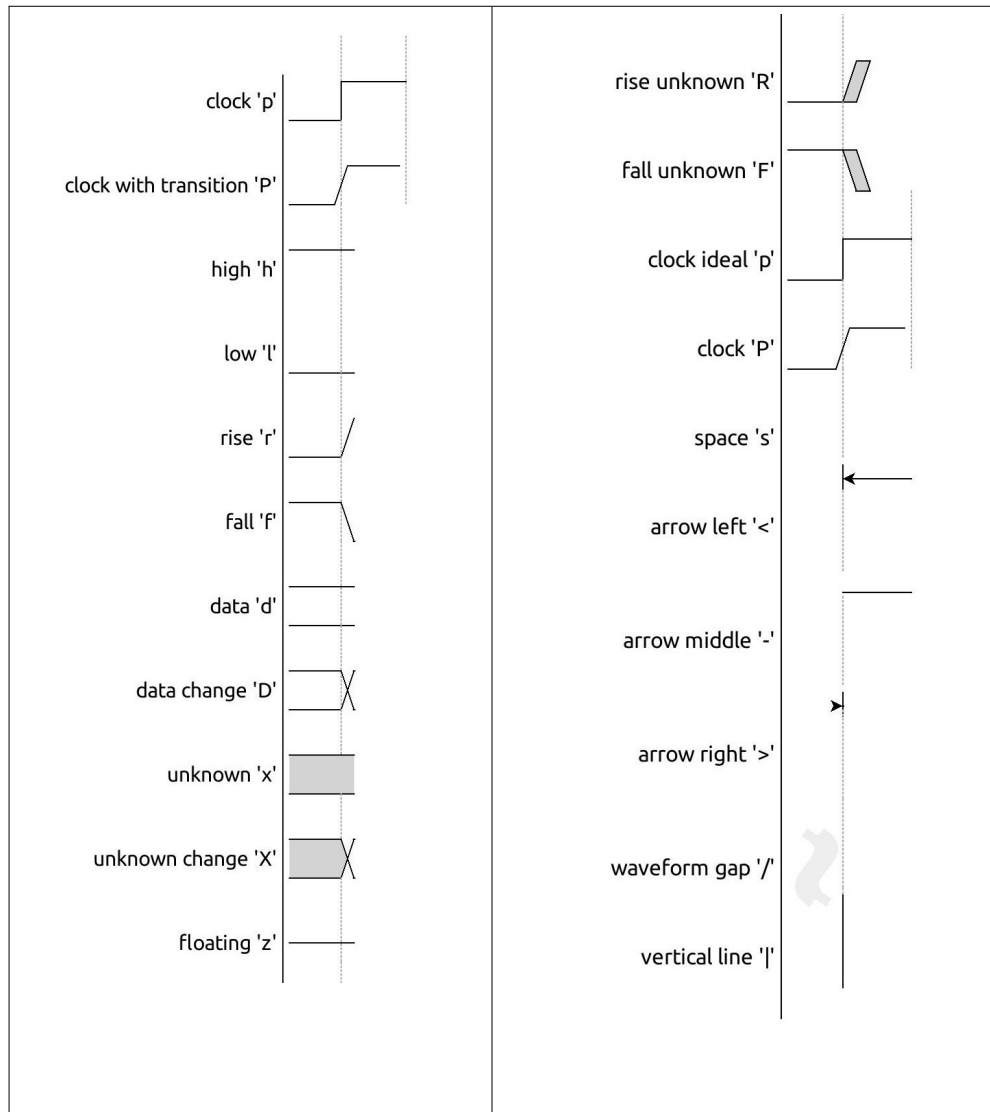 clock 'p'
clock with transition 'P'
high 'h'
low 'l'
rise 'r'
fall 'f'
data 'd'
data change 'D'
unknown 'x'
unknown change 'X'
floating 'z'
rise unknown 'R'
fall unknown 'F'
clock ideal 'p'
clock 'P'
space 's'
arrow left '<'
arrow middle '-'
arrow right '>'
waveform gap '/'
vertical line '|'